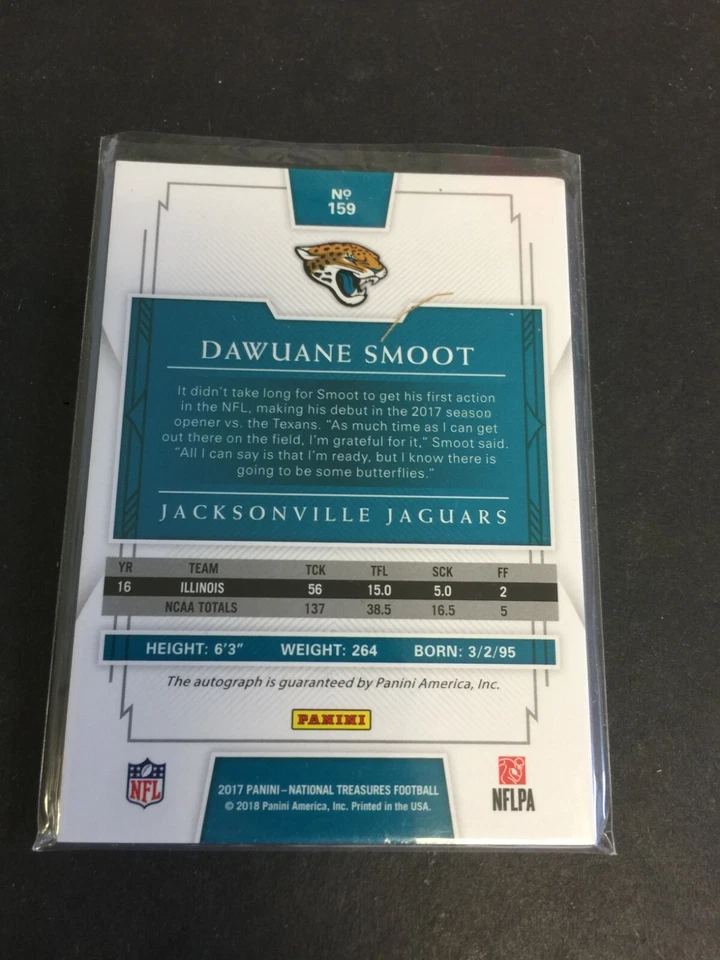 Nº
159
DAWUANE SMOOT
It didn't take long for Smoot to get his first action
in the NFL, making his debut in the 2017 season
opener vs. the Texans. "As much time as I can get
out there on the field, I'm grateful for it," Smoot said.
"All I can say is that I'm ready, but I know there is
going to be some butterflies."
JACKSONVILLE JAGUARS
YR TEAM TCK TFL SCK FF
16 ILLINOIS 56 15.0 5.0 2
NCAA TOTALS 137 38.5 16.5 5
HEIGHT: 6'3" WEIGHT: 264 BORN: 3/2/95
The autograph is guaranteed by Panini America, Inc.
PANINI
NFL
2017 PANINI – NATIONAL TREASURES FOOTBALL
© 2018 Panini America, Inc. Printed in the USA.
NFLPA